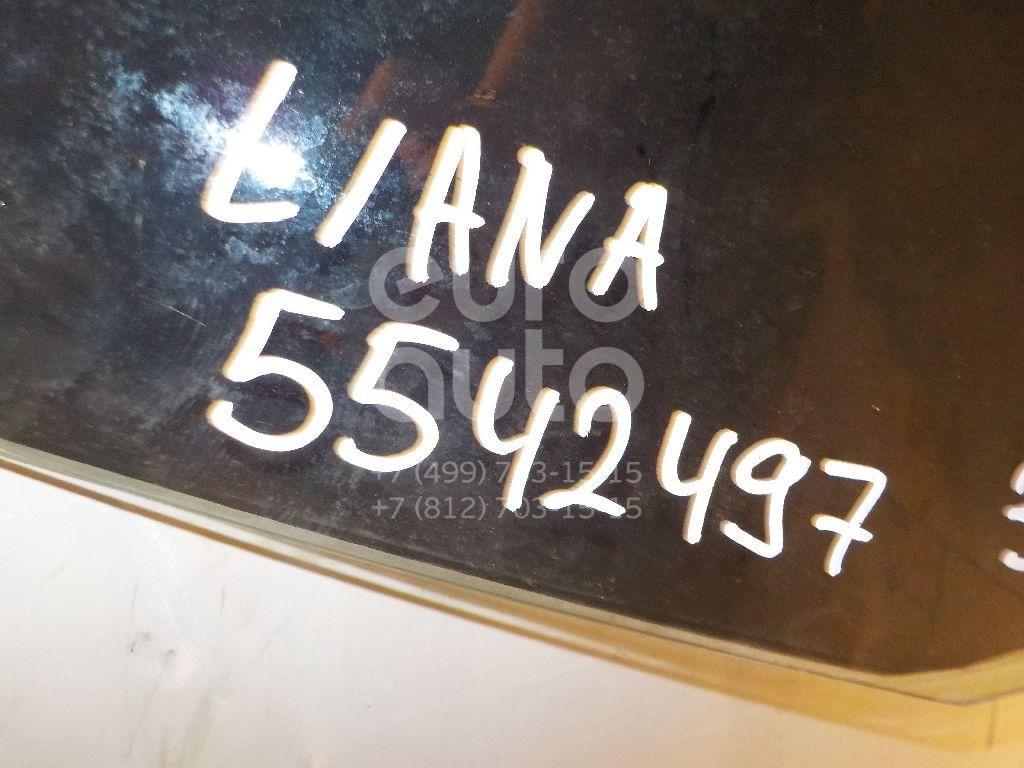 LIANA
5542497
euro
auto
+7 (499) 703-15-15
+7 (812) 703-15-15